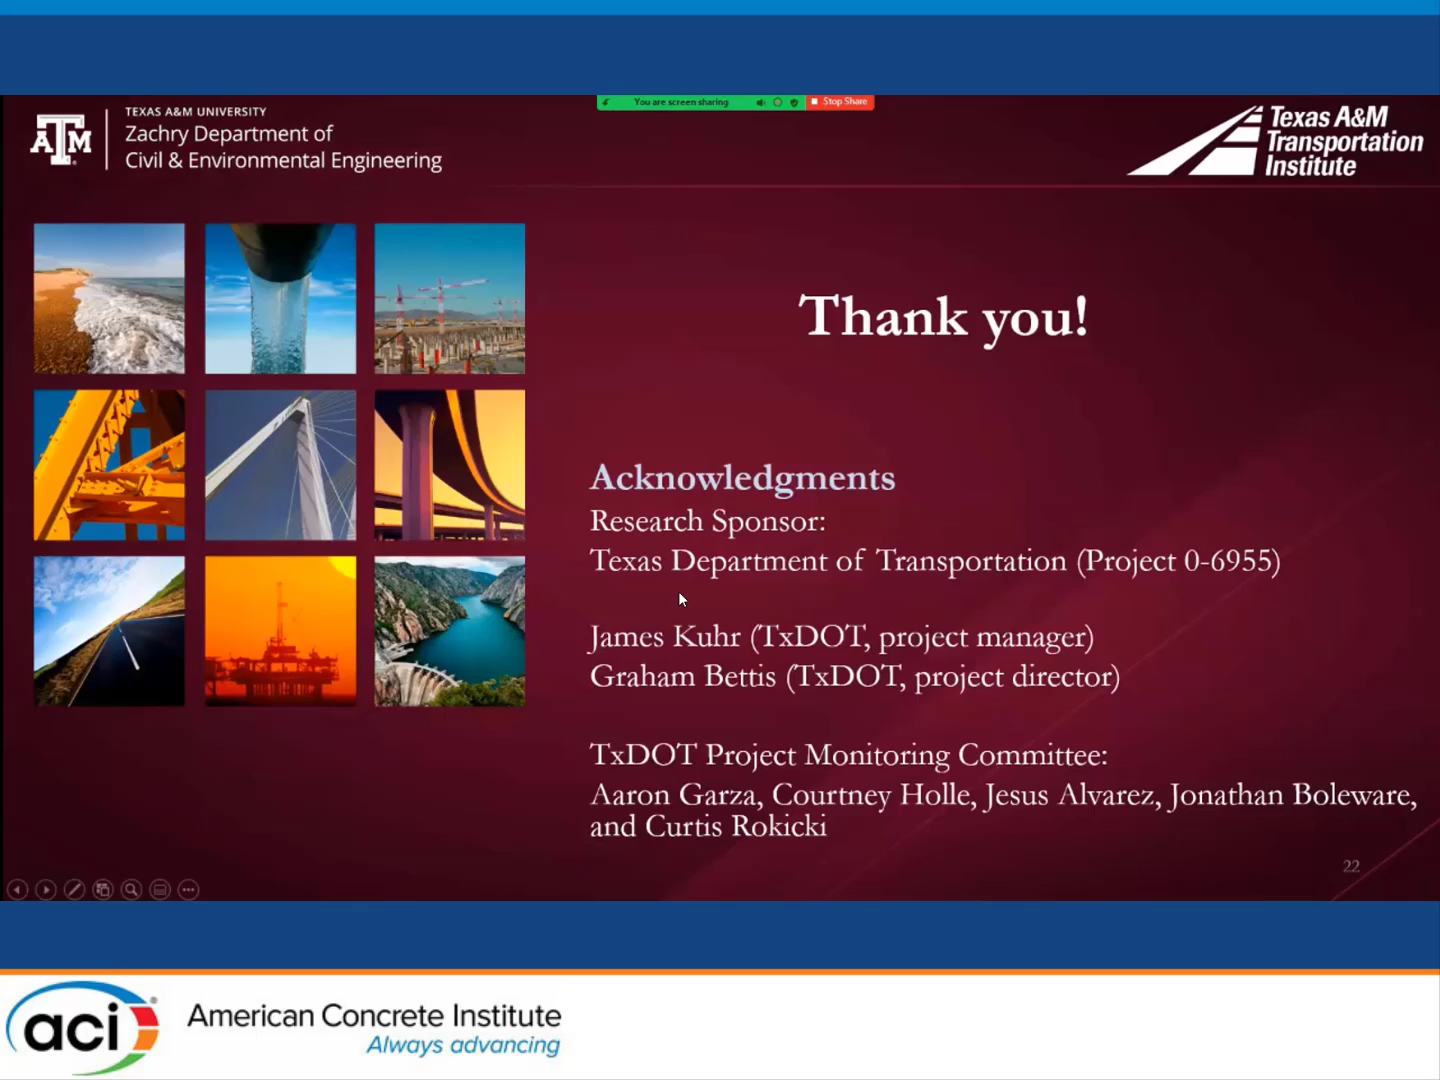 You are screen sharing
Stop Share
TEXAS A&M UNIVERSITY
Zachry Department of
Civil & Environmental Engineering
A T M
Texas A&M
Transportation
Institute
Thank you!
Acknowledgments
Research Sponsor:
Texas Department of Transportation (Project 0-6955)
James Kuhr (TxDOT, project manager)
Graham Bettis (TxDOT, project director)
TxDOT Project Monitoring Committee:
Aaron Garza, Courtney Holle, Jesus Alvarez, Jonathan Boleware,
and Curtis Rokicki
22
aci
American Concrete Institute
Always advancing